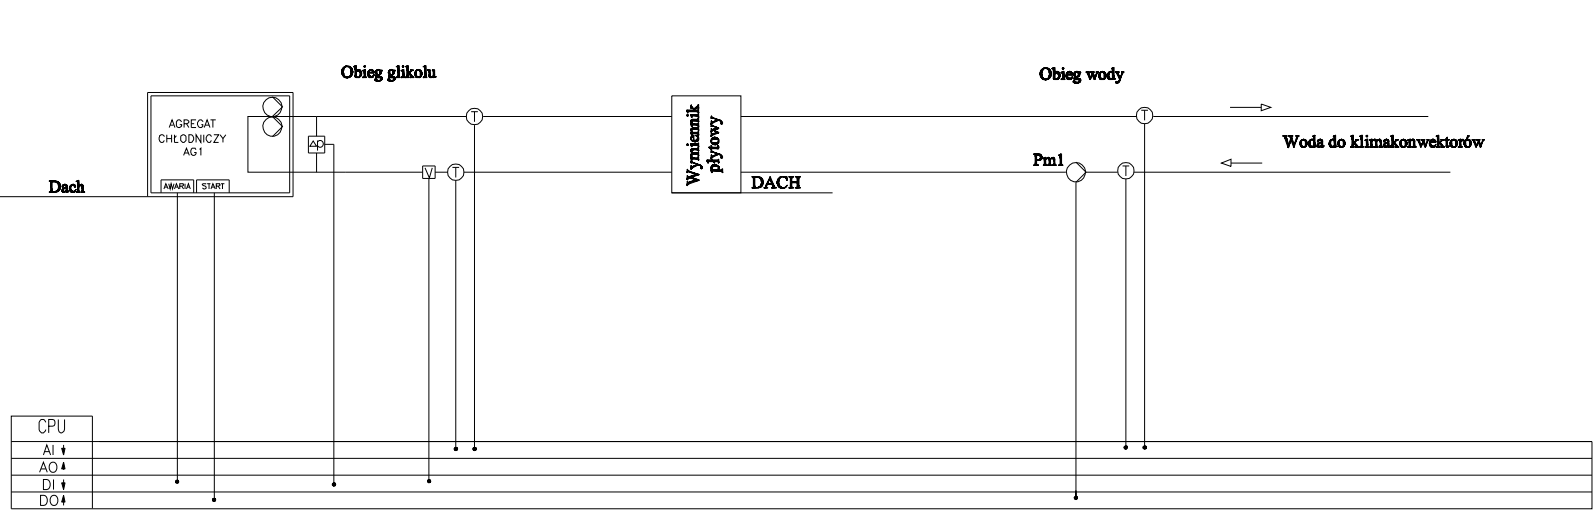 Obieg glikolu
Obieg wody
AGREGAT
CHŁODNICZY
AG1
AWARIA
START
Δp
T
V
T
Wymiennik
płytowy
T
Woda do klimakonwektorów
Pm1
T
Dach
DACH
CPU
AI
AO
DI
DO